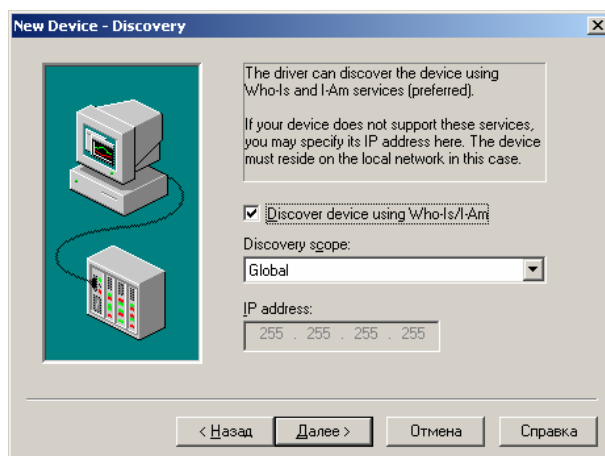 New Device - Discovery
The driver can discover the device using
Who-Is and I-Am services (preferred).
If your device does not support these services,
you may specify its IP address here. The device
must reside on the local network in this case.
Discover device using Who-Is/I-Am
Discovery scope:
Global
IP address:
255 . 255 . 255 . 255
< Назад Далее > Отмена Справка